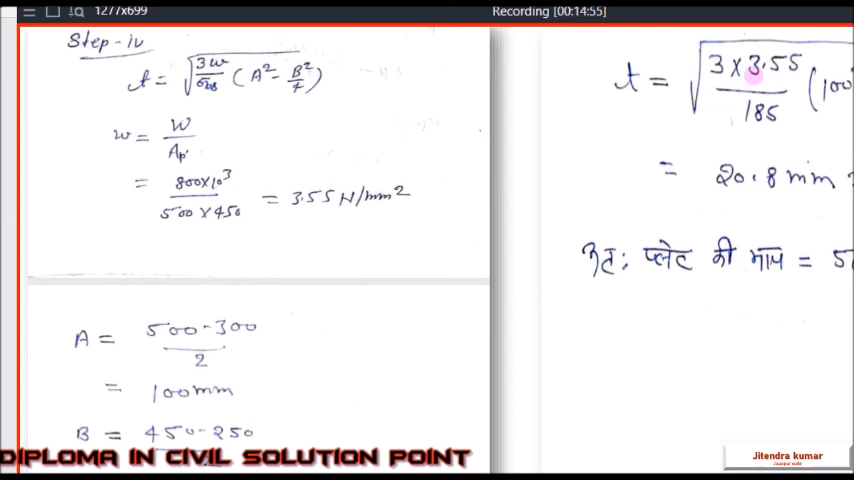 1277x699
Recording [00:14:55]
Step-iv
t = √(3w/σbs (A² - B²/4))
w = W/Ap
= 800×10³/500×450 = 3.55 N/mm²
A = 500-300/2
= 100mm
B = 450-250
t = √(3×3.55/185 (100
= 20.8 mm
अत: प्लेट की माप =
DIPLOMA IN CIVIL SOLUTION POINT
Jitendra kumar